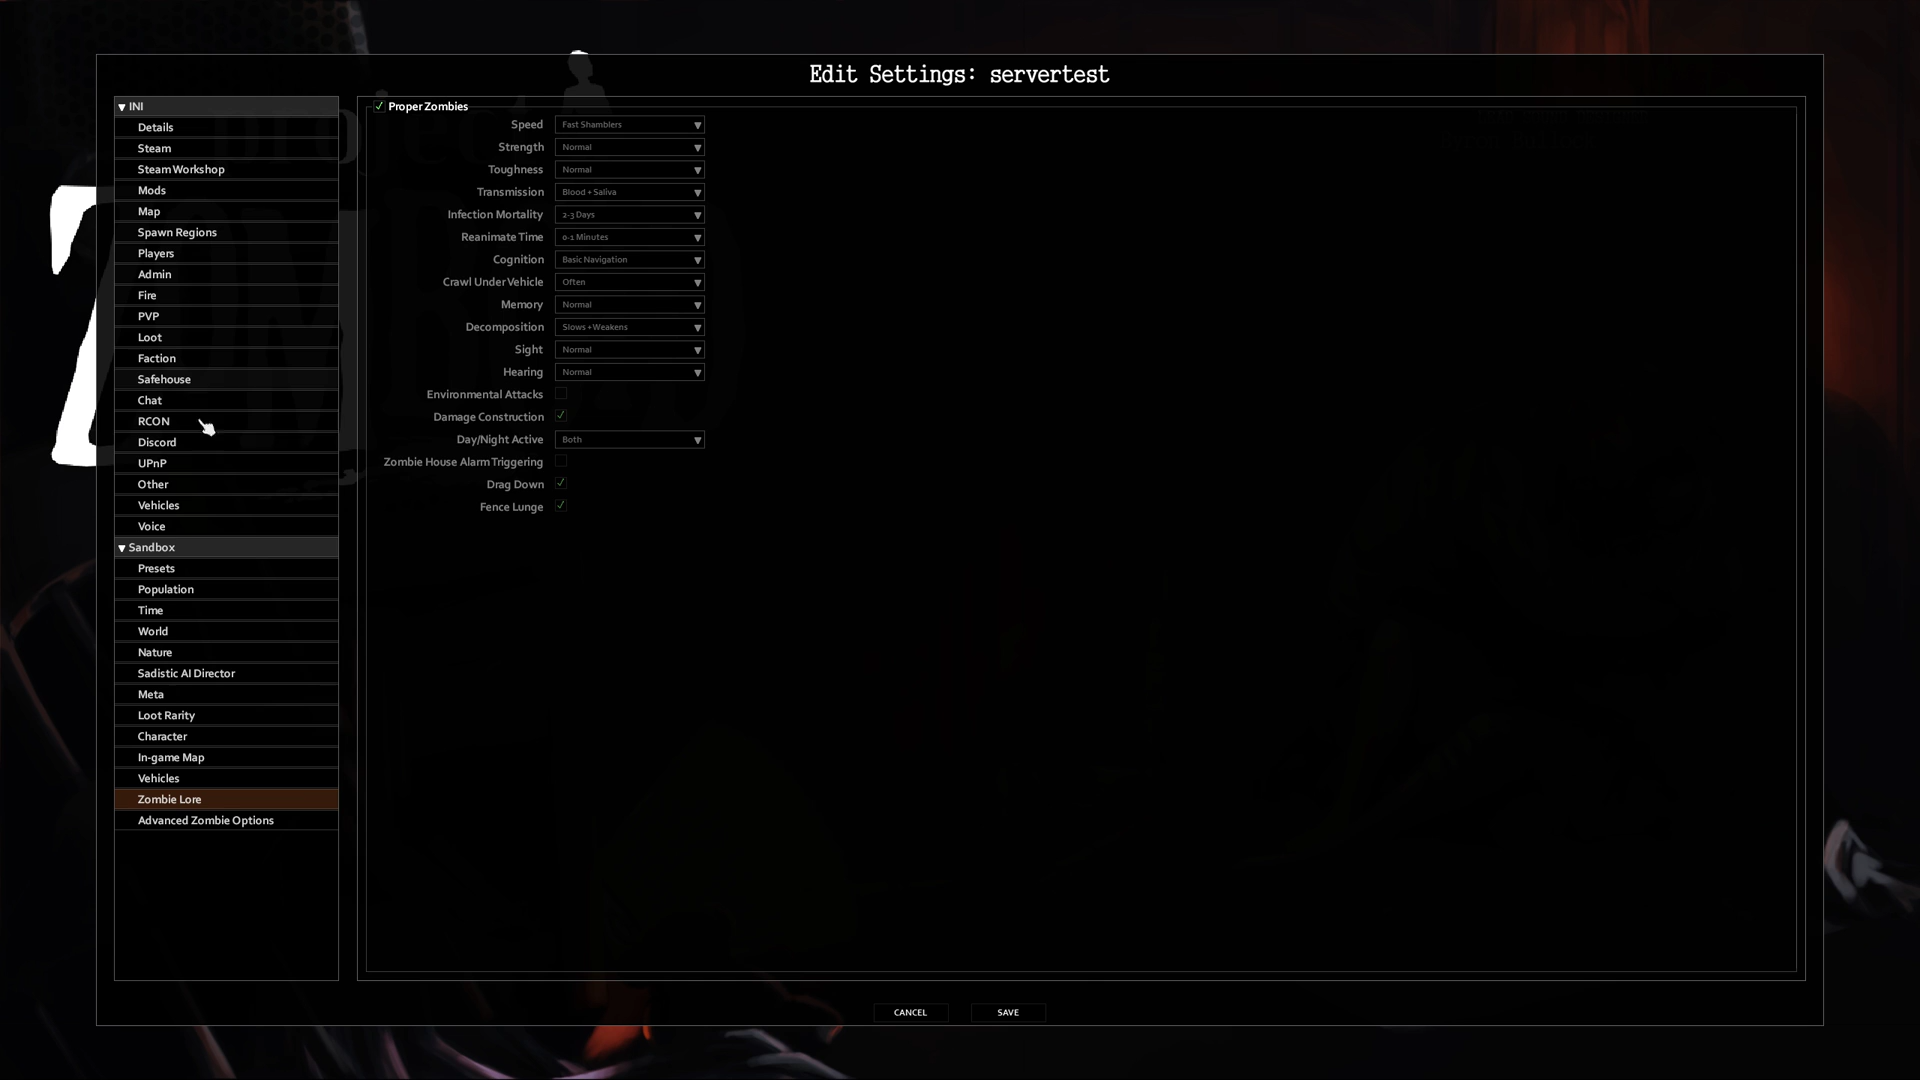 Edit Settings: servertest
INI
Details
Steam
Steam Workshop
Mods
Map
Spawn Regions
Players
Admin
Fire
PVP
Loot
Faction
Safehouse
Chat
RCON
Discord
UPnP
Other
Vehicles
Voice
Sandbox
Presets
Population
Time
World
Nature
Sadistic AI Director
Meta
Loot Rarity
Character
In-game Map
Vehicles
Zombie Lore
Advanced Zombie Options
Proper Zombies
Speed Fast Shamblers
Strength Normal
Toughness Normal
Transmission Blood + Saliva
Infection Mortality 2-3 Days
Reanimate Time 0-1 Minutes
Cognition Basic Navigation
Crawl Under Vehicle Often
Memory Normal
Decomposition Slows + Weakens
Sight Normal
Hearing Normal
Environmental Attacks
Damage Construction
Day/Night Active Both
Zombie House Alarm Triggering
Drag Down
Fence Lunge
CANCEL SAVE